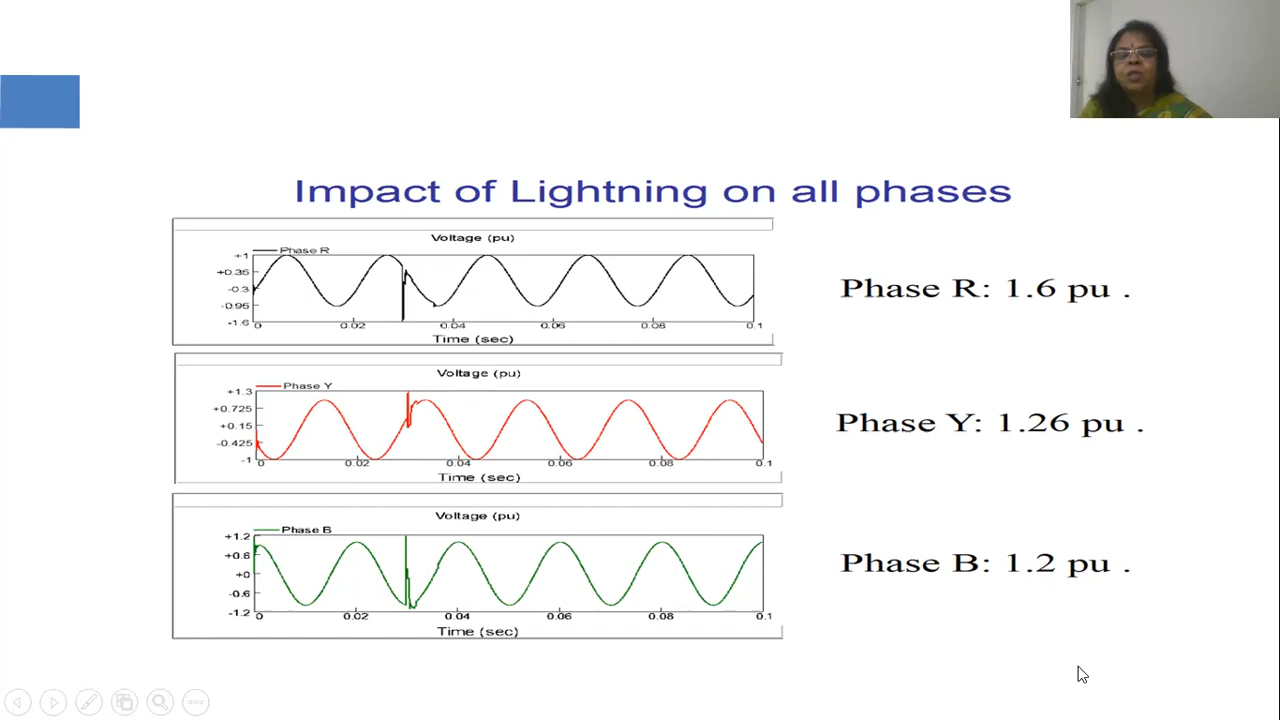 Impact of Lightning on all phases
Voltage (pu)
Phase R
+1
+0.35
-0.3
-0.95
-1.6
0 0.02 0.04 0.06 0.08 0.1
Time (sec)
Phase R: 1.6 pu .
Voltage (pu)
Phase Y
+1.3
+0.725
+0.15
-0.425
-1
0 0.02 0.04 0.06 0.08 0.1
Time (sec)
Phase Y: 1.26 pu .
Voltage (pu)
Phase B
+1.2
+0.6
+0
-0.6
-1.2
0 0.02 0.04 0.06 0.08 0.1
Time (sec)
Phase B: 1.2 pu .